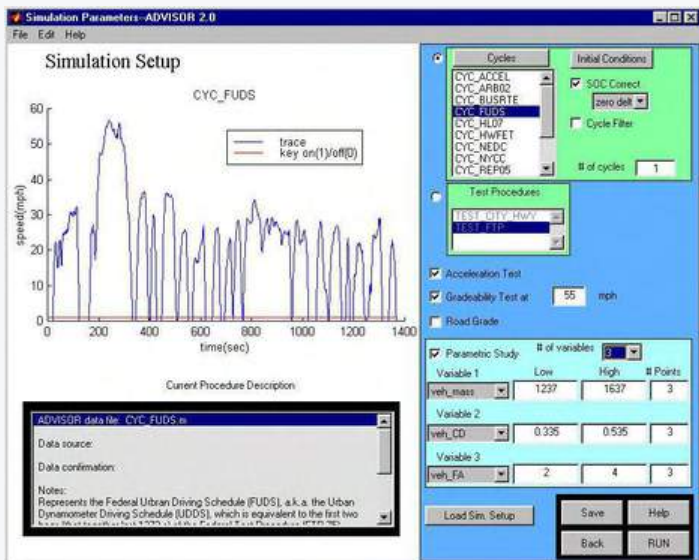 Simulation Parameters--ADVISOR 2.0
File Edit Help
Simulation Setup
CYC_FUDS
60
50
40
30
20
10
0
speed(mph)
trace
key on(1)/off(0)
0 200 400 600 800 1000 1200 1400
time(sec)
Current Procedure Description
ADVISOR data file: CYC_FUDS.m
Data source:
Data confirmation:
Notes:
Represents the Federal Urbran Driving Schedule (FUDS), a.k.a. the Urban
Dynamometer Driving Schedule (UDDS), which is equivalent to the first two
Cycles
CYC_ACCEL
CYC_ARB02
CYC_BUSRTE
CYC_FUDS
CYC_HL07
CYC_HWFET
CYC_NEDC
CYC_NYCC
CYC_REP05
Initial Conditions
SOC Correct
zero delt
Cycle Filter
# of cycles 1
Test Procedures
TEST_CITY_HWY
TEST_FTP
Acceleration Test
Gradeability Test at 55 mph
Road Grade
Parametric Study # of variables 3
Variable 1 Low High # Points
veh_mass 1237 1637 3
Variable 2
veh_CD 0.335 0.535 3
Variable 3
veh_FA 2 4 3
Load Sim. Setup
Save Help
Back RUN